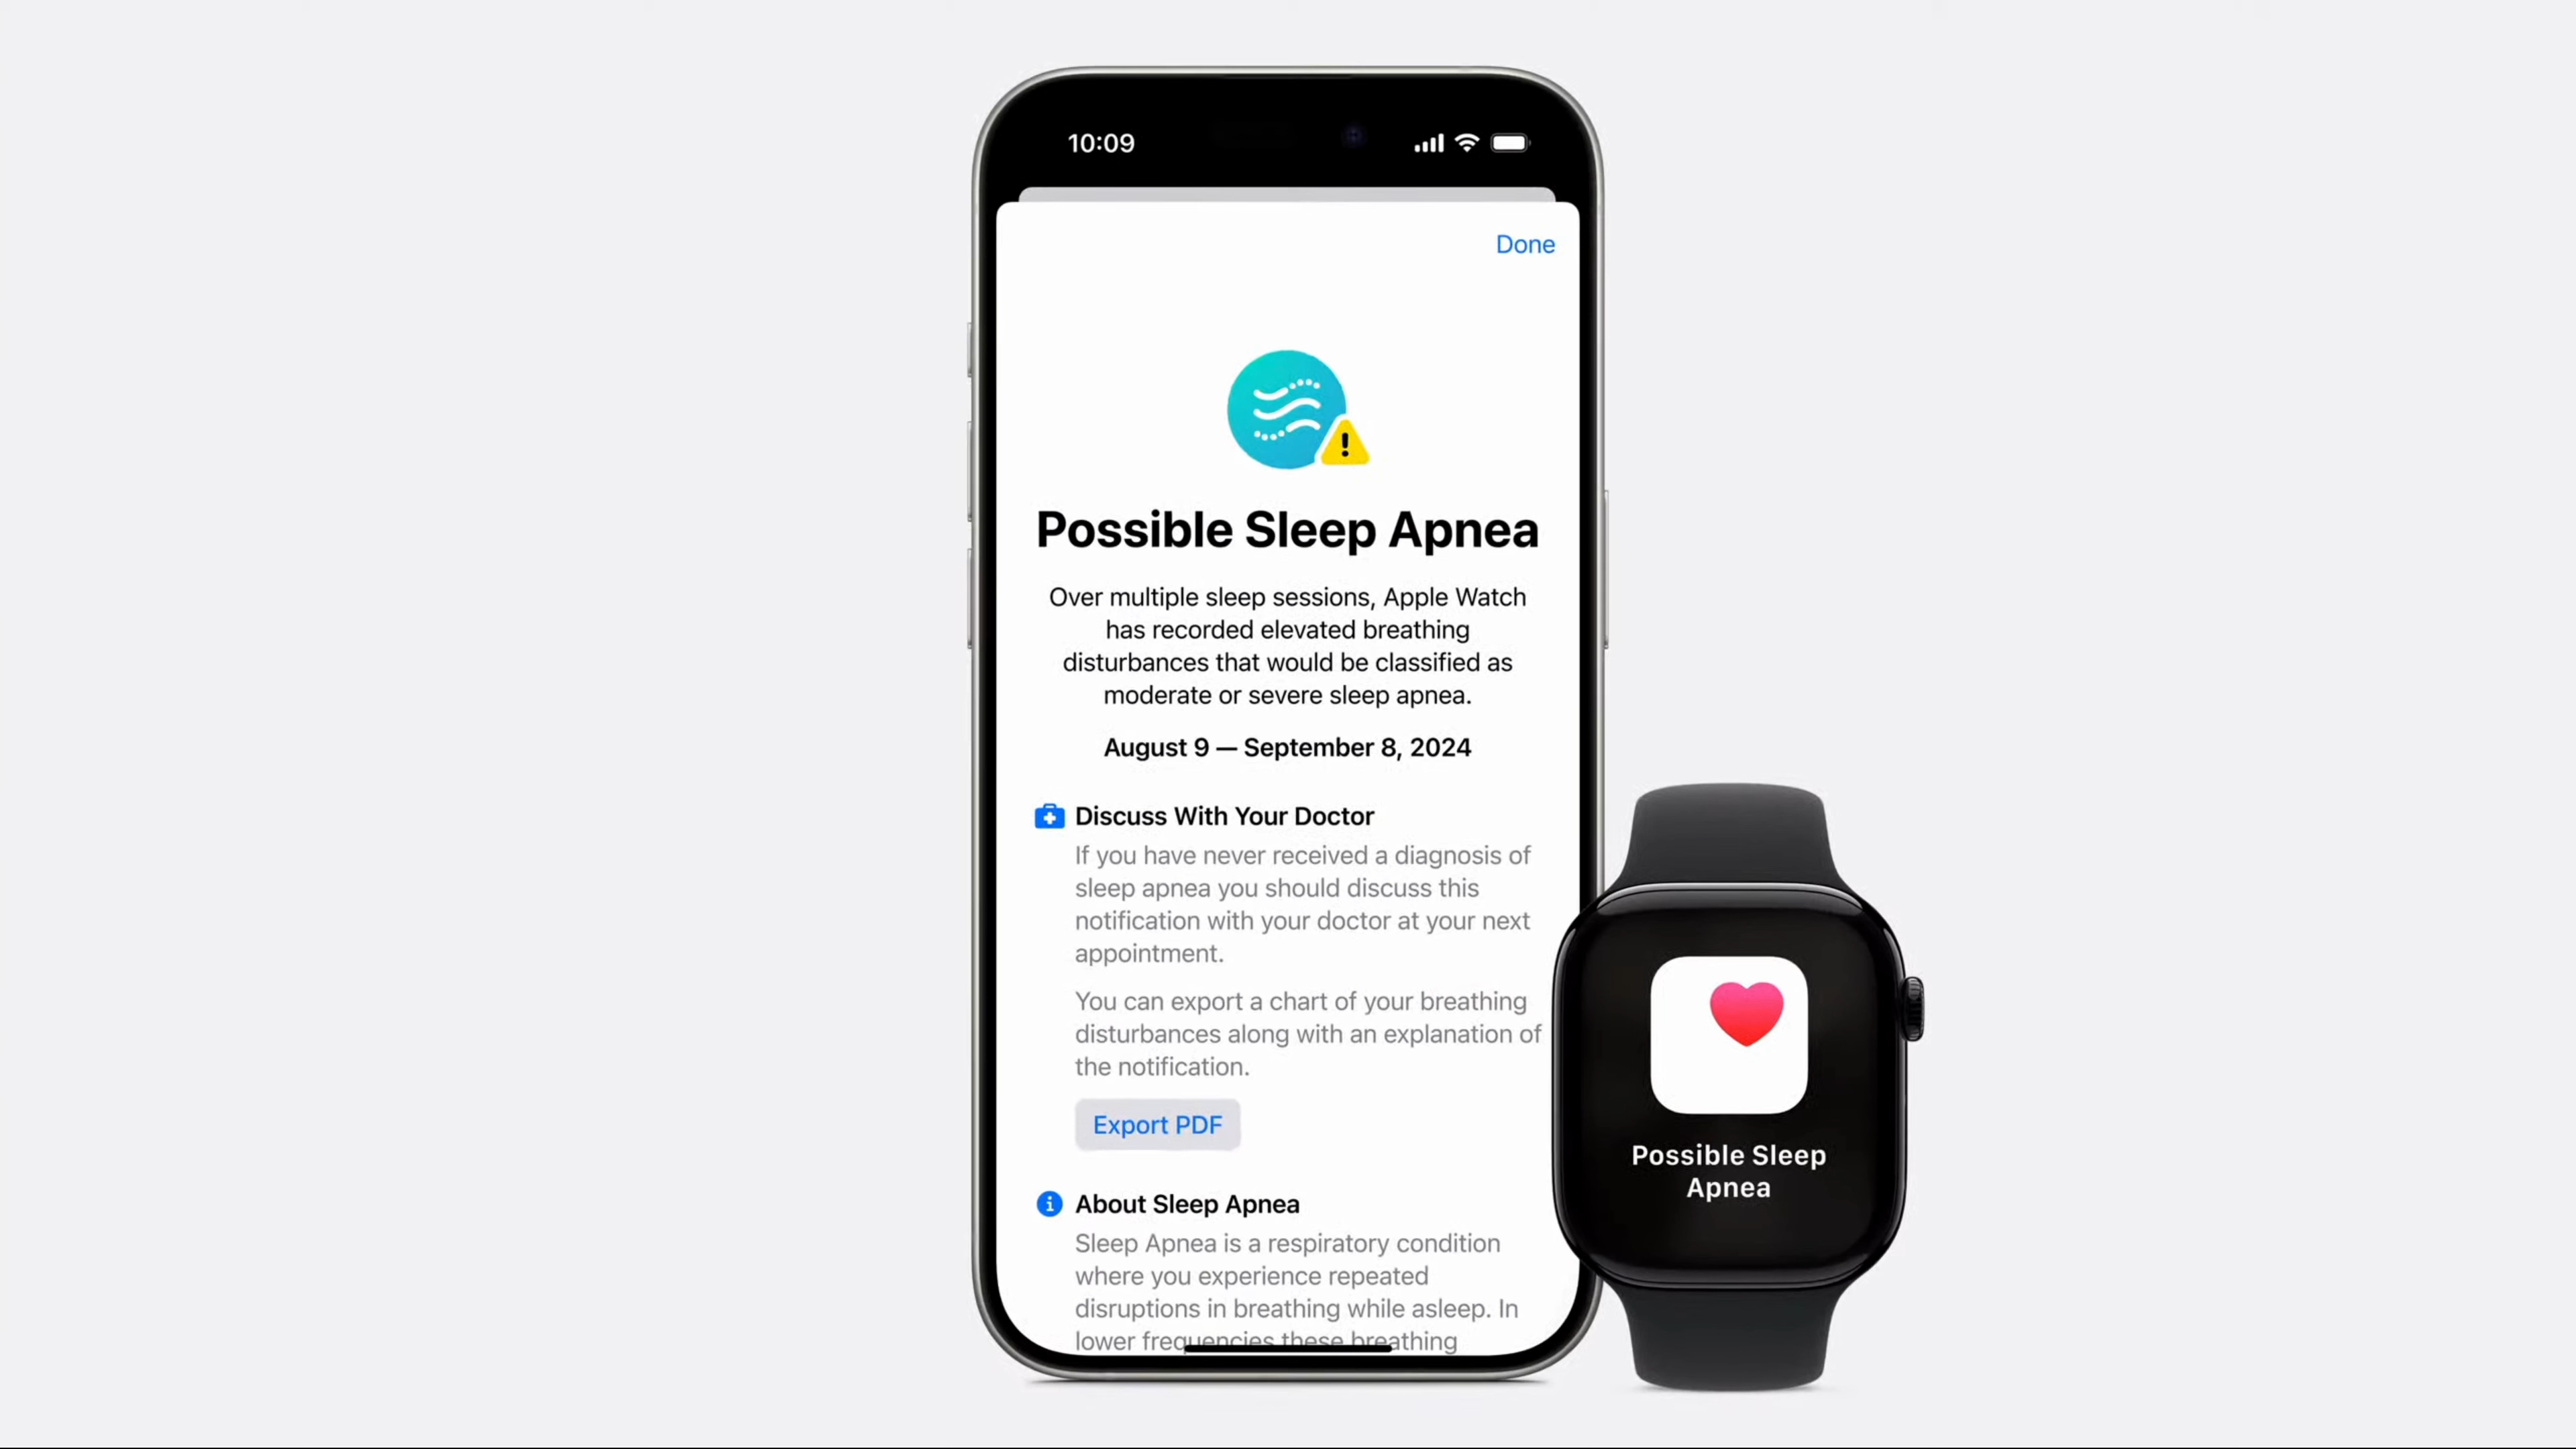 10:09
Done
Possible Sleep Apnea
Over multiple sleep sessions, Apple Watch
has recorded elevated breathing
disturbances that would be classified as
moderate or severe sleep apnea.
August 9 — September 8, 2024
Discuss With Your Doctor
If you have never received a diagnosis of
sleep apnea you should discuss this
notification with your doctor at your next
appointment.
You can export a chart of your breathing
disturbances along with an explanation of
the notification.
Export PDF
About Sleep Apnea
Sleep Apnea is a respiratory condition
where you experience repeated
disruptions in breathing while asleep. In
lower frequencies these breathing
Possible Sleep
Apnea